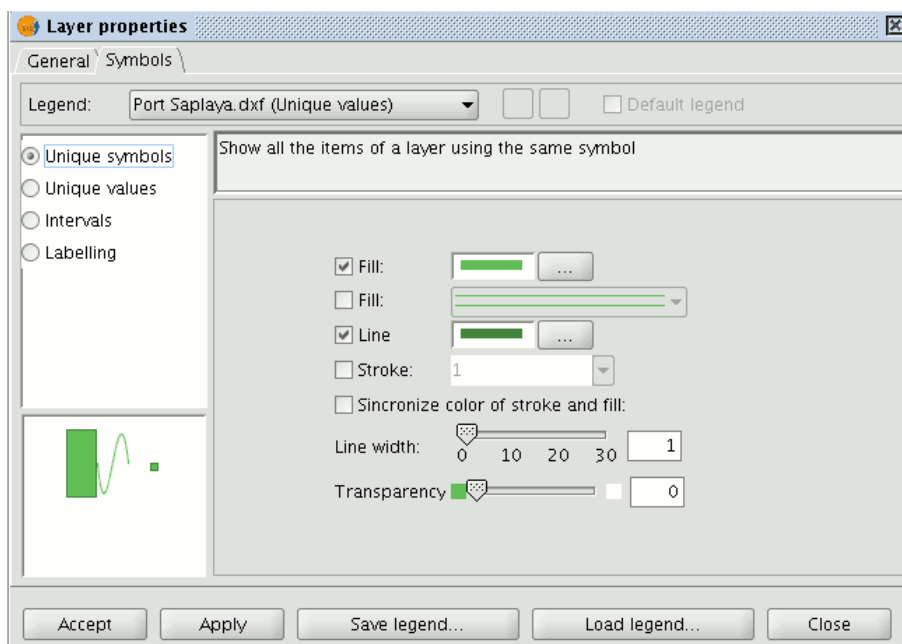 Layer properties
General Symbols
Legend: Port Saplaya.dxf (Unique values) Default legend
Unique symbols
Unique values
Intervals
Labelling
Show all the items of a layer using the same symbol
Fill: ...
Fill:
Line ...
Stroke: 1
Sincronize color of stroke and fill:
Line width: 0 10 20 30 1
Transparency 0
Accept Apply Save legend... Load legend... Close